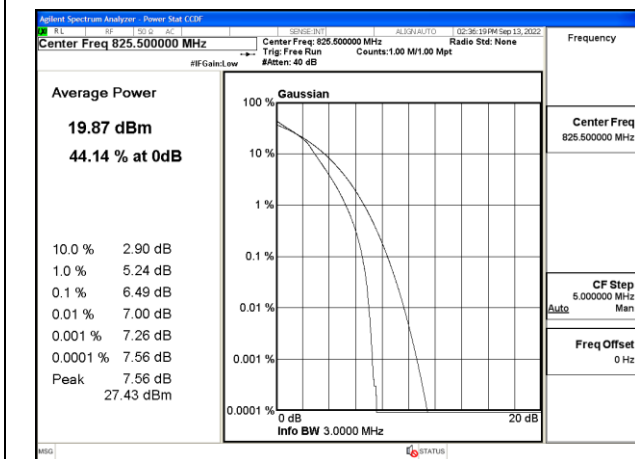 Agilent Spectrum Analyzer - Power Stat CCDF
RL RF 50 Ω AC SENSE:INT ALIGN AUTO 02:36:19 PM Sep 13, 2022
Center Freq 825.500000 MHz
Center Freq: 825.500000 MHz Radio Std: None
Trig: Free Run Counts:1.00 M/1.00 Mpt
#IFGain:Low #Atten: 40 dB
Frequency
Average Power
19.87 dBm
44.14 % at 0dB
10.0 % 2.90 dB
1.0 % 5.24 dB
0.1 % 6.49 dB
0.01 % 7.00 dB
0.001 % 7.26 dB
0.0001 % 7.56 dB
Peak 7.56 dB
27.43 dBm
Gaussian
100 %
10 %
1 %
0.1 %
0.01 %
0.001 %
0.0001 %
0 dB 20 dB
Info BW 3.0000 MHz
Center Freq
825.500000 MHz
CF Step
5.000000 MHz
Auto Man
Freq Offset
0 Hz
MSG STATUS